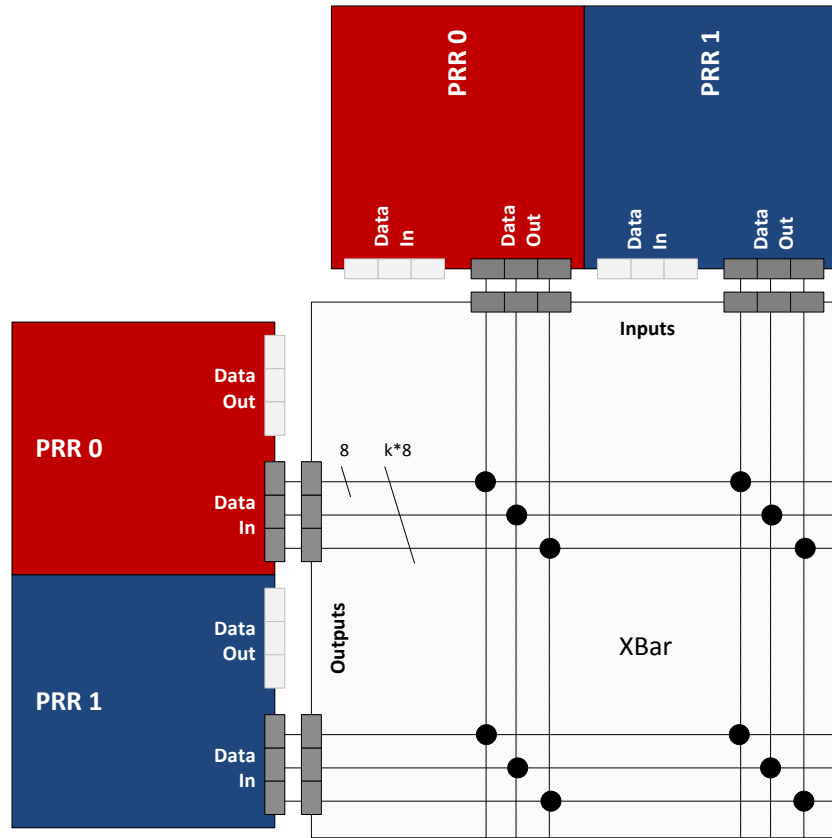 PRR 0
PRR 1
Data
In
Data
Out
Data
In
Data
Out
Inputs
Data
Out
PRR 0
8
k*8
Data
In
Outputs
Data
Out
XBar
PRR 1
Data
In